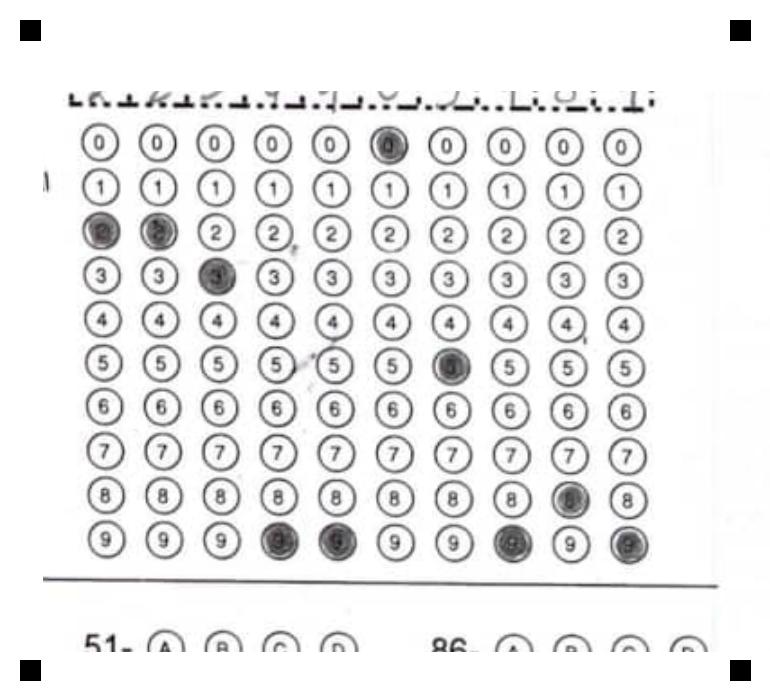 0 0 0 0 0 0 0 0 0 0
1 1 1 1 1 1 1 1 1 1
2 2 2 2 2 2 2 2 2 2
3 3 3 3 3 3 3 3 3 3
4 4 4 4 4 4 4 4 4 4
5 5 5 5 5 5 5 5 5 5
6 6 6 6 6 6 6 6 6 6
7 7 7 7 7 7 7 7 7 7
8 8 8 8 8 8 8 8 8 8
9 9 9 9 9 9 9 9 9 9
51- A B C D 86- A B C D